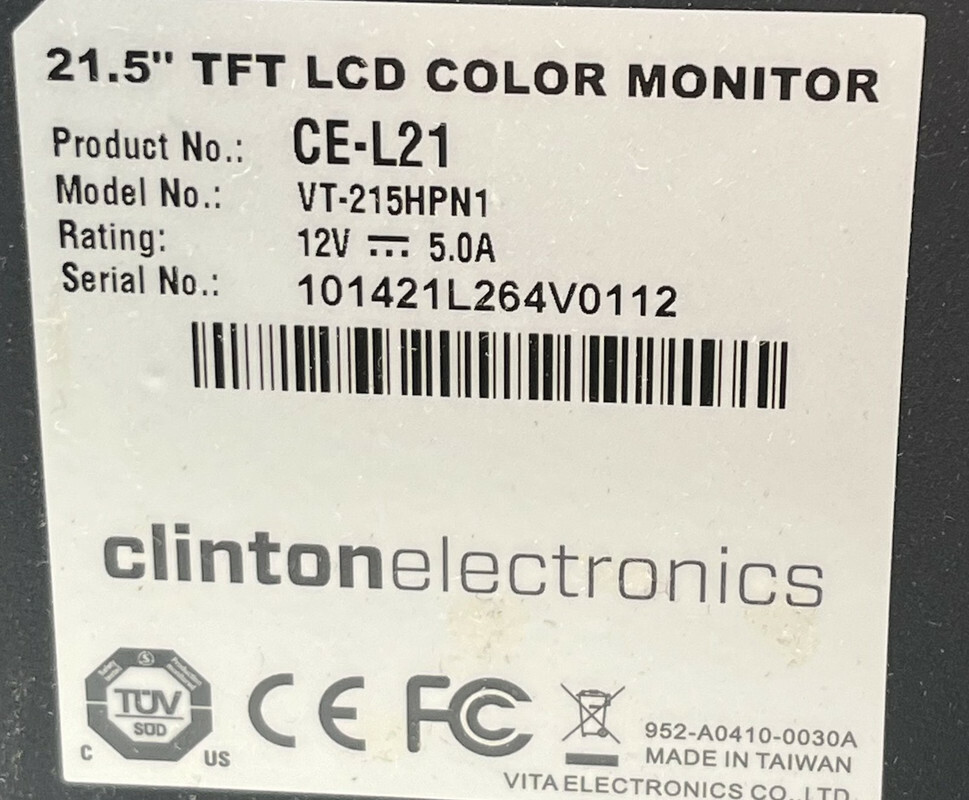 21.5" TFT LCD COLOR MONITOR
Product No.: CE-L21
Model No.: VT-215HPN1
Rating: 12V ⎓ 5.0A
Serial No.: 101421L264V0112
clintonelectronics
TÜV
SÜD
C US
CE FC
952-A0410-0030A
MADE IN TAIWAN
VITA ELECTRONICS CO., LTD.